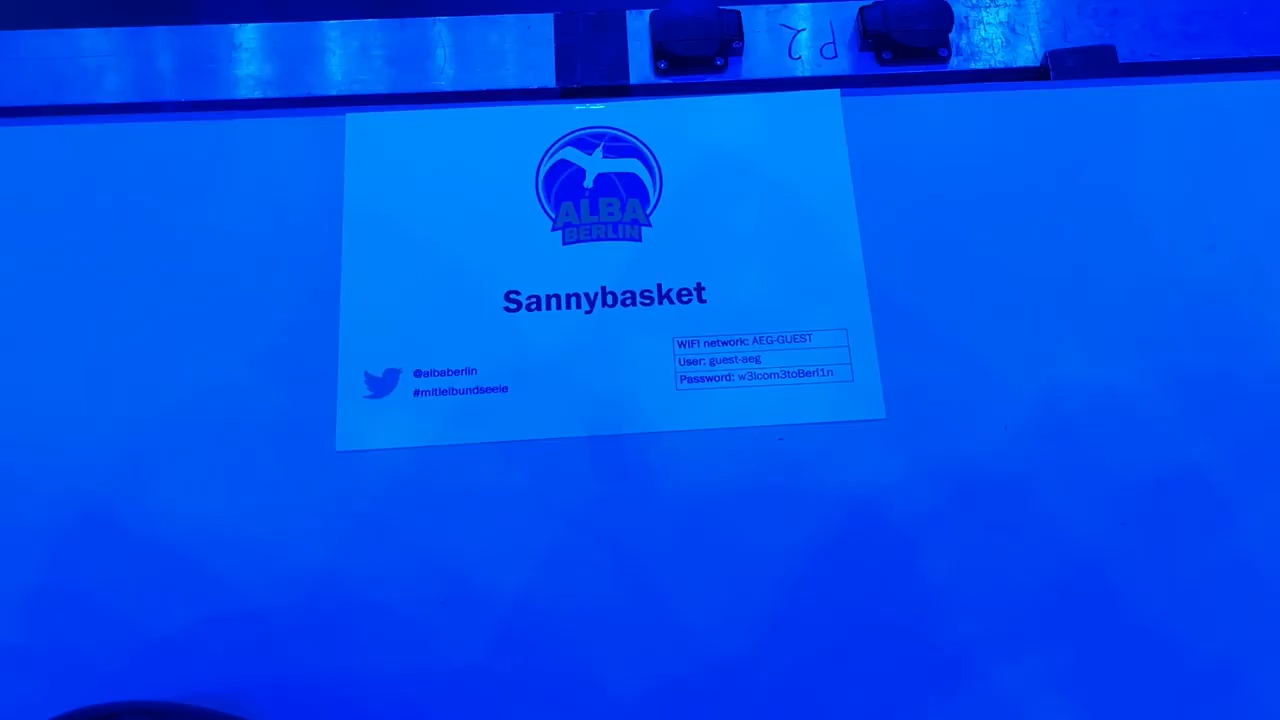 P2
ALBA
BERLIN
Sannybasket
WIFI network: AEG-GUEST
User: guest-aeg
Password: w3lcom3toBerl1n
@albaberlin
#mitleibundseele